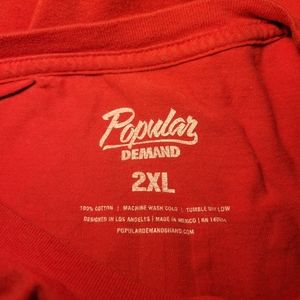 Popular
DEMAND
2XL
100% COTTON | MACHINE WASH COLD | TUMBLE DRY LOW
DESIGNED IN LOS ANGELES | MADE IN MEXICO | RN
POPULARDEMANDBRAND.COM